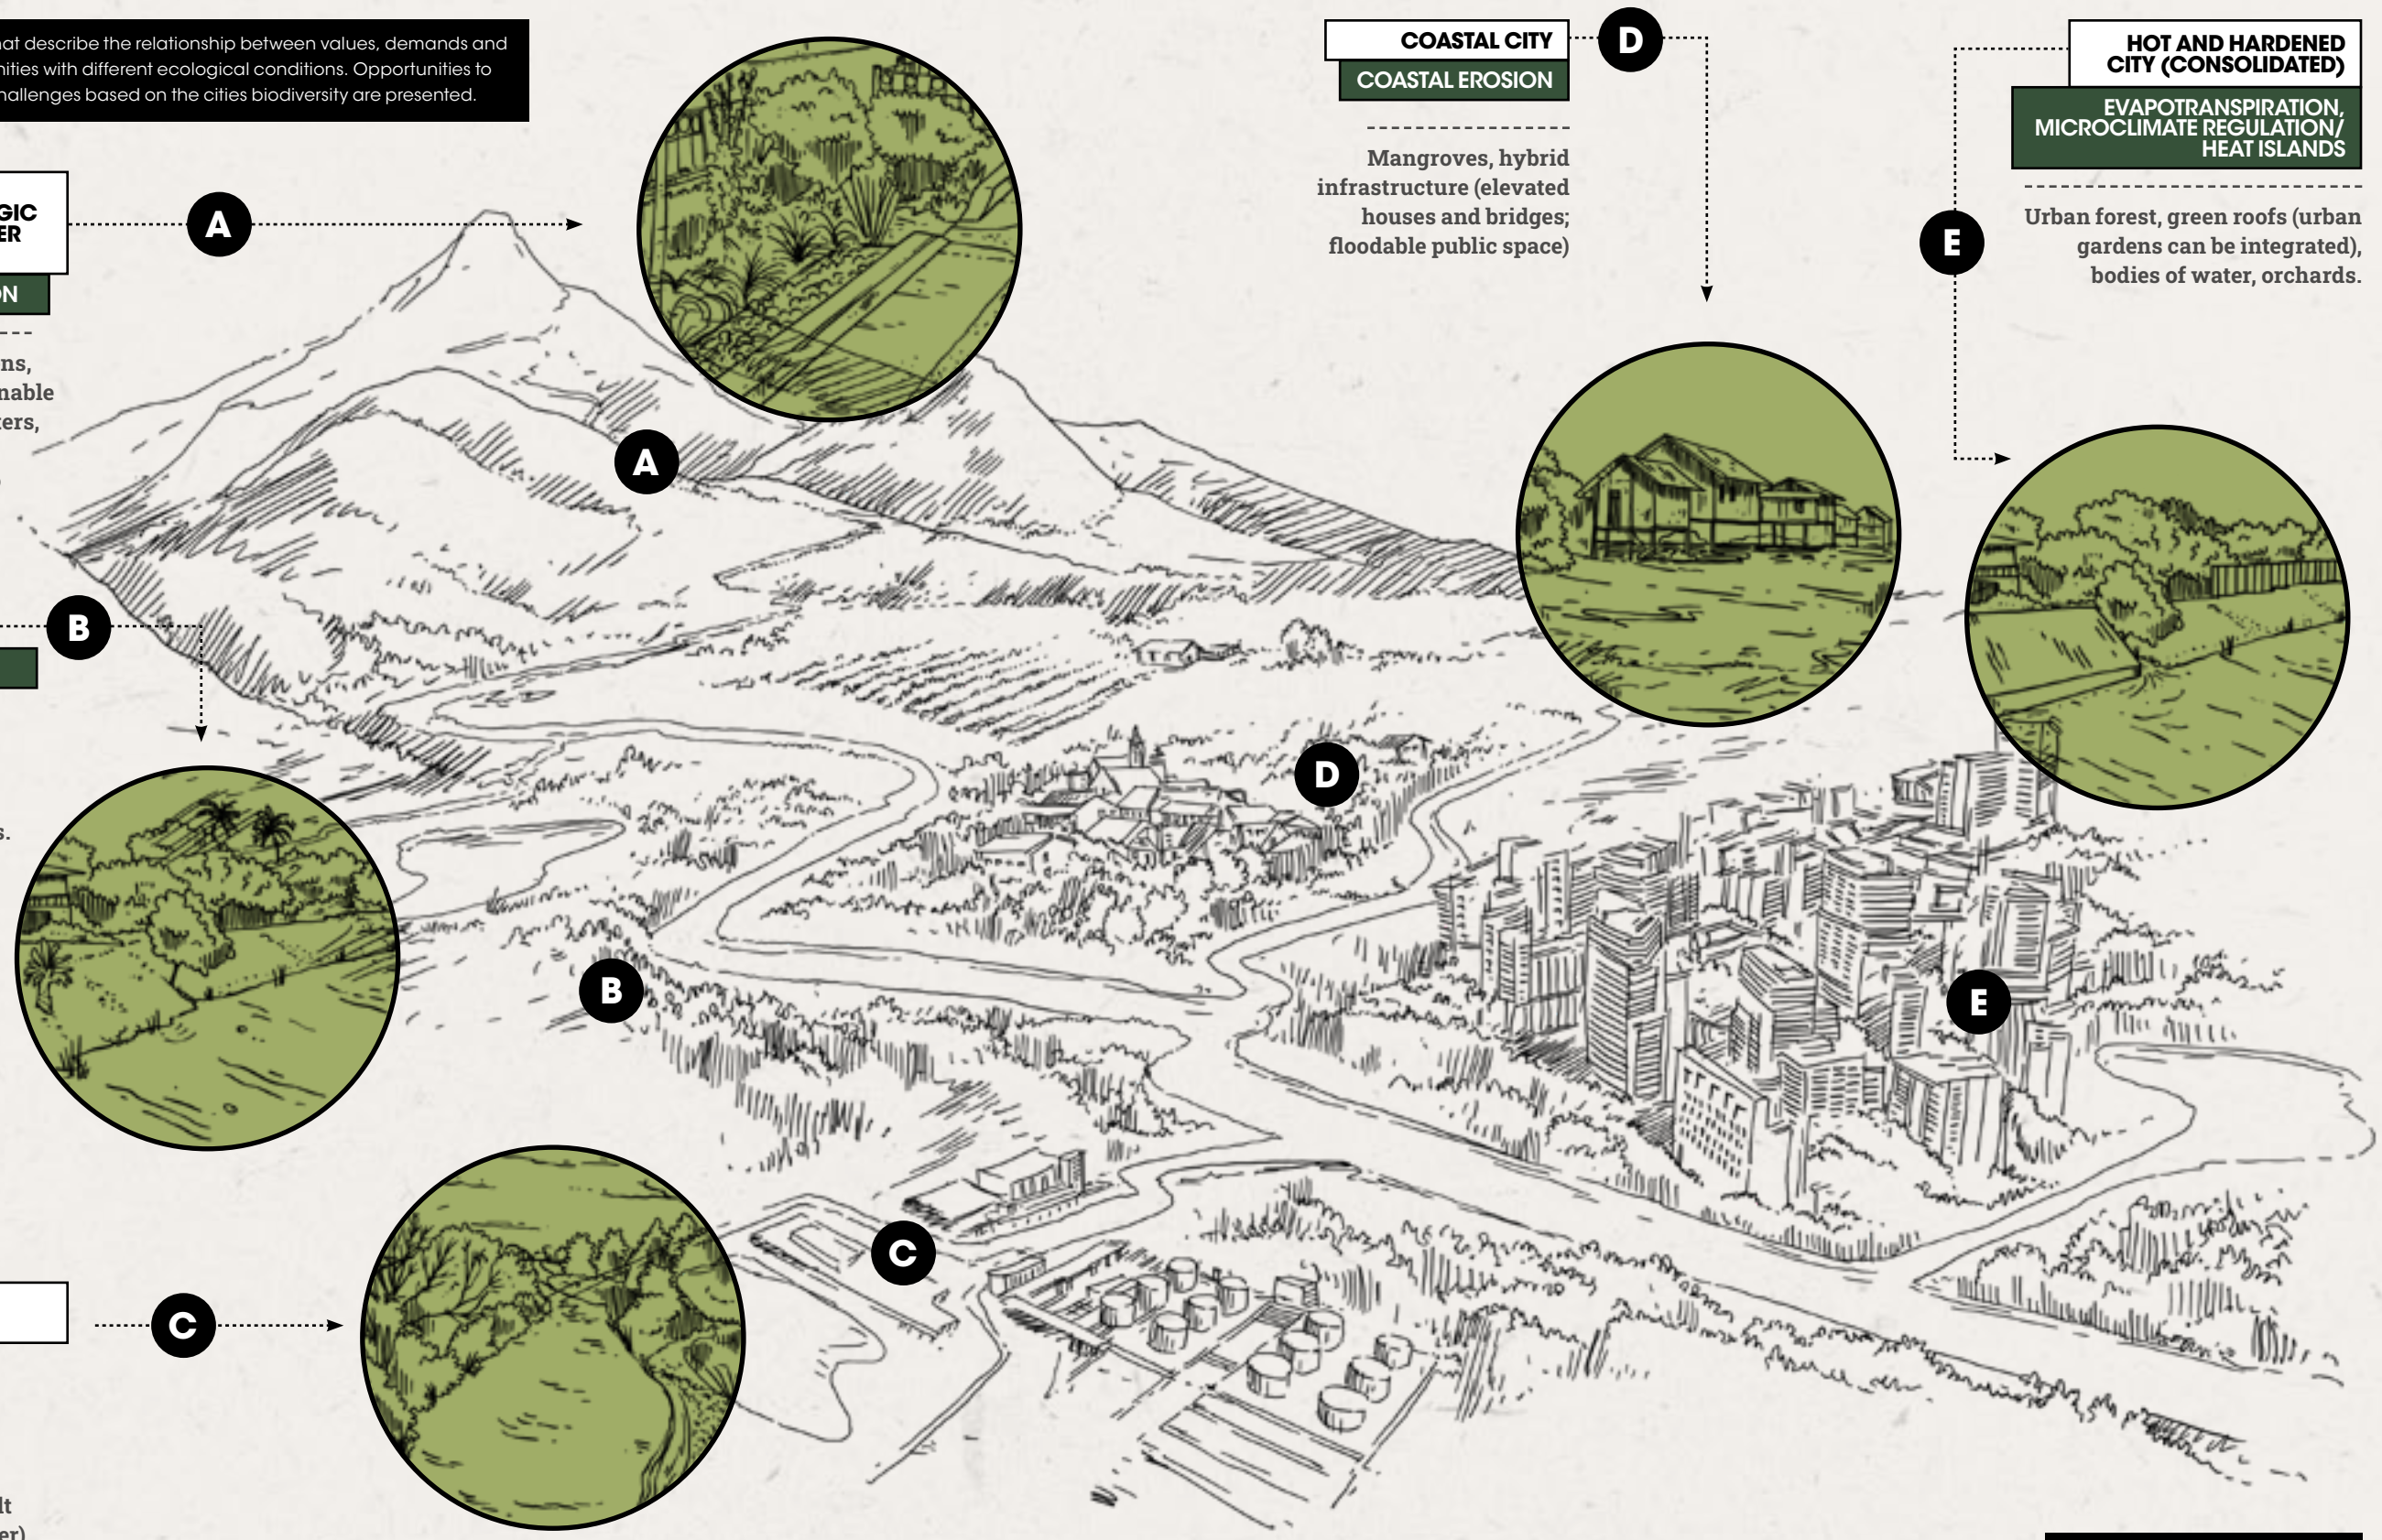 at describe the relationship between values, demands and
nities with different ecological conditions. Opportunities to
hallenges based on the cities biodiversity are presented.
GIC
ER
ON
ns,
nable
ters,
A
A
B
s.
B
C
C
lt
er)
COASTAL CITY
COASTAL EROSION
Mangroves, hybrid
infrastructure (elevated
houses and bridges;
floodable public space)
D
D
HOT AND HARDENED
CITY (CONSOLIDATED)
EVAPOTRANSPIRATION,
MICROCLIMATE REGULATION/
HEAT ISLANDS
Urban forest, green roofs (urban
gardens can be integrated),
bodies of water, orchards.
E
E